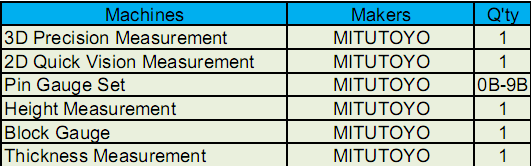 Machines Makers Q'ty
3D Precision Measurement MITUTOYO 1
2D Quick Vision Measurement MITUTOYO 1
Pin Gauge Set MITUTOYO 0B-9B
Height Measurement MITUTOYO 1
Block Gauge MITUTOYO 1
Thickness Measurement MITUTOYO 1